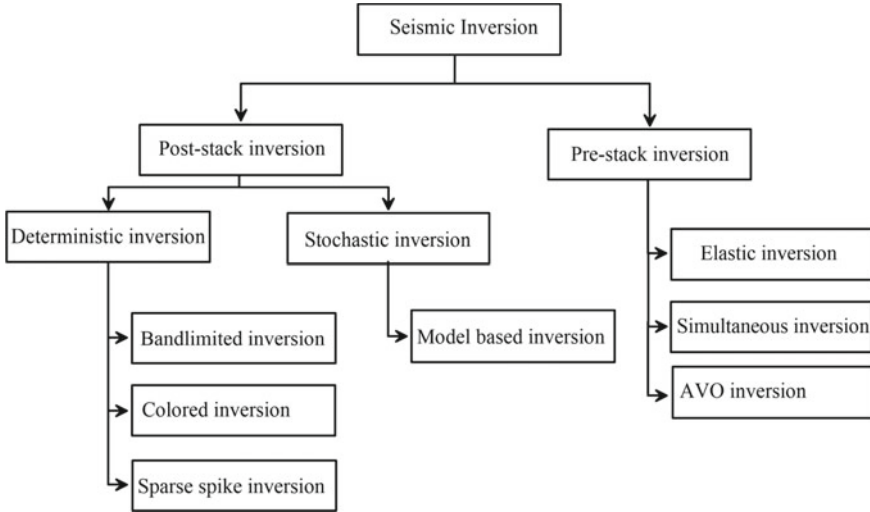 Seismic Inversion
Post-stack inversion
Pre-stack inversion
Deterministic inversion
Stochastic inversion
Elastic inversion
Bandlimited inversion
Model based inversion
Simultaneous inversion
Colored inversion
AVO inversion
Sparse spike inversion